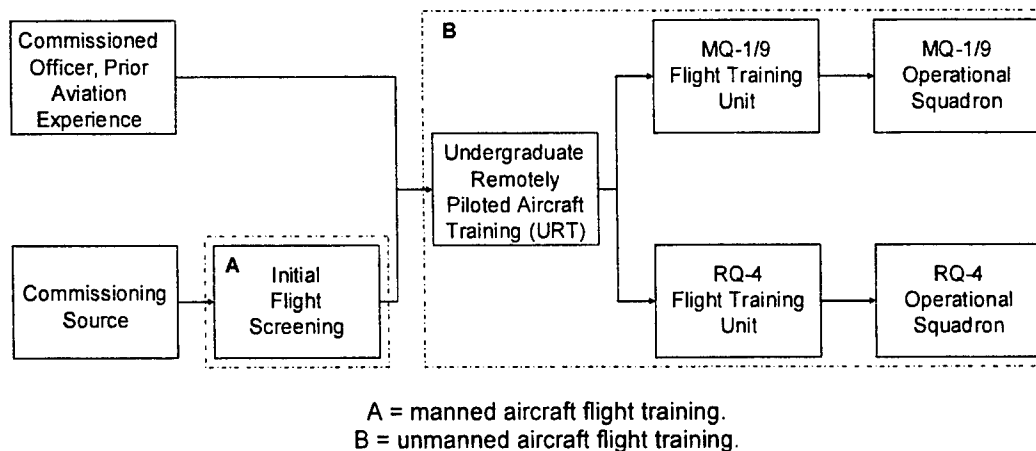 Commissioned
Officer, Prior
Aviation
Experience
B
MQ-1/9
Flight Training
Unit
MQ-1/9
Operational
Squadron
Undergraduate
Remotely
Piloted Aircraft
Training (URT)
Commissioning
Source
A
Initial
Flight
Screening
RQ-4
Flight Training
Unit
RQ-4
Operational
Squadron
A = manned aircraft flight training.
B = unmanned aircraft flight training.